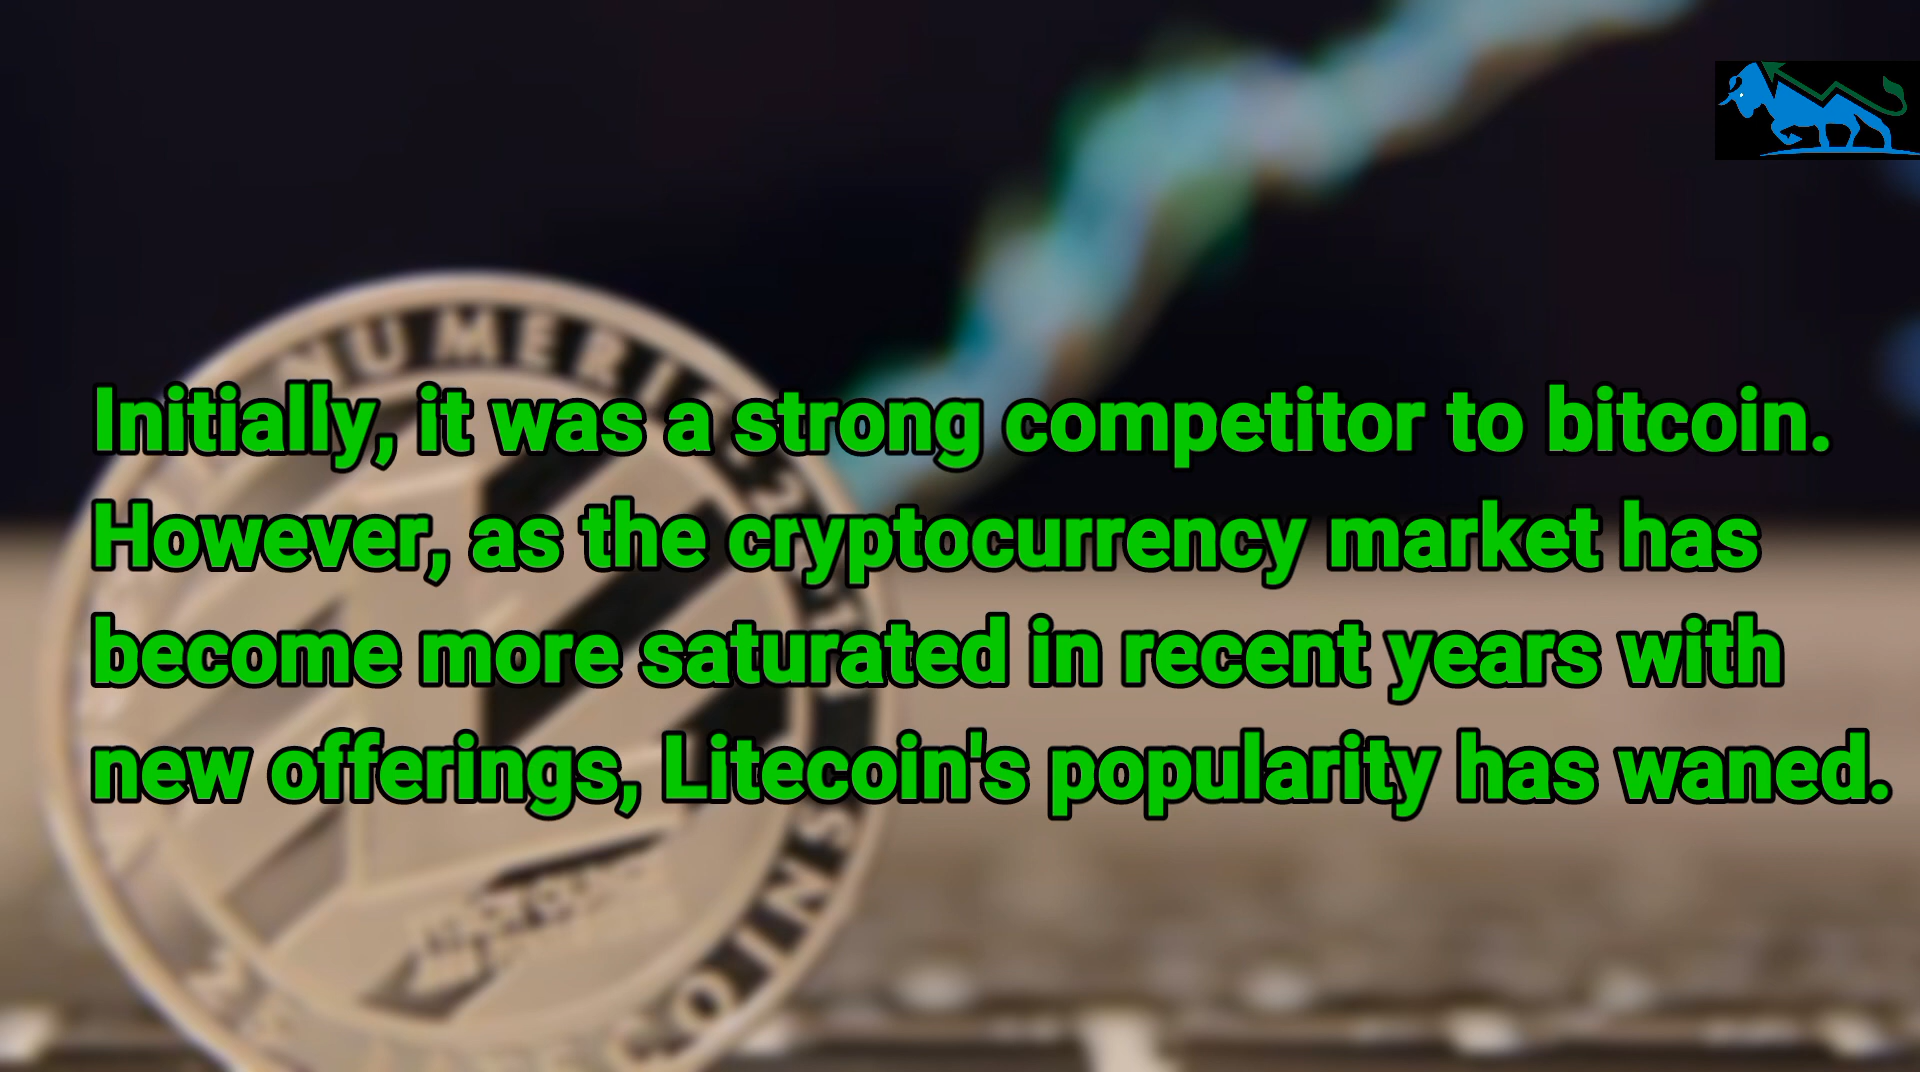 Initially, it was a strong competitor to bitcoin.
However, as the cryptocurrency market has
become more saturated in recent years with
new offerings, Litecoin's popularity has waned.